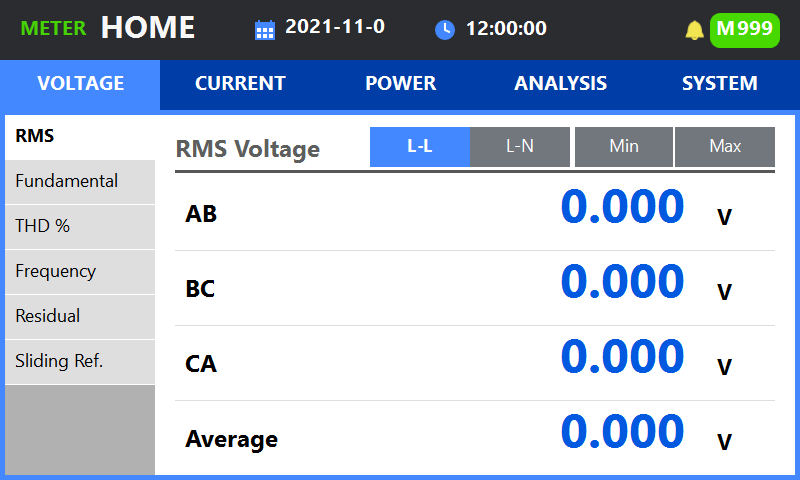 METER HOME 2021-11-0 12:00:00 M999
VOLTAGE CURRENT POWER ANALYSIS SYSTEM
RMS
Fundamental
THD %
Frequency
Residual
Sliding Ref.
RMS Voltage L-L L-N Min Max
AB 0.000 V
BC 0.000 V
CA 0.000 V
Average 0.000 V